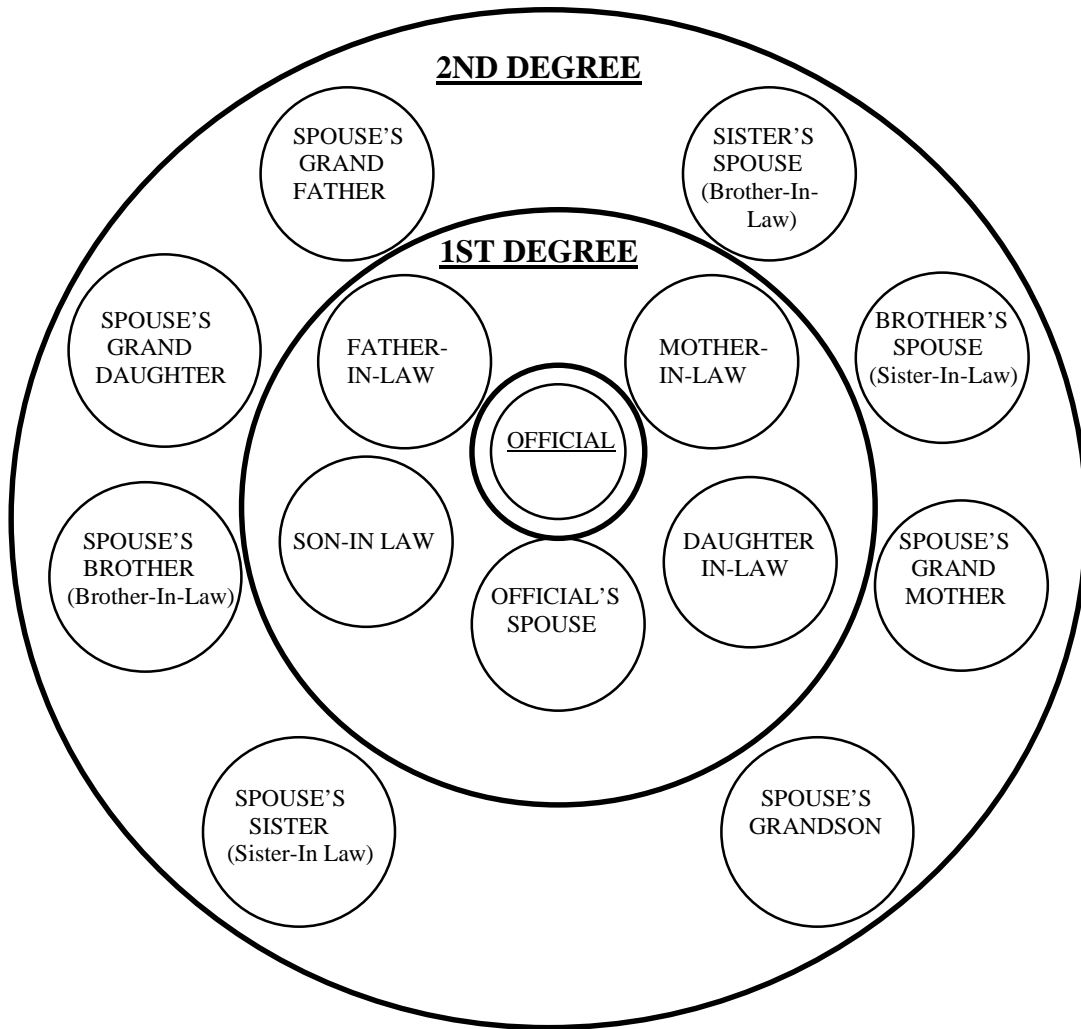 2ND DEGREE
SPOUSE’S
GRAND
FATHER
SISTER’S
SPOUSE
(Brother-In-
Law)
1ST DEGREE
SPOUSE’S
GRAND
DAUGHTER
FATHER-
IN-LAW
MOTHER-
IN-LAW
BROTHER’S
SPOUSE
(Sister-In-Law)
OFFICIAL
SPOUSE’S
BROTHER
(Brother-In-Law)
SON-IN LAW
OFFICIAL’S
SPOUSE
DAUGHTER
IN-LAW
SPOUSE’S
GRAND
MOTHER
SPOUSE’S
SISTER
(Sister-In Law)
SPOUSE’S
GRANDSON